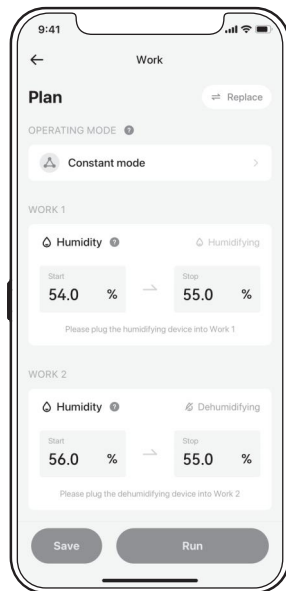 9:41
Work
Plan
Replace
OPERATING MODE ?
Constant mode
WORK 1
Humidity ? Humidifying
Start Stop
54.0 % 55.0 %
Please plug the humidifying device into Work 1
WORK 2
Humidity ? Dehumidifying
Start Stop
56.0 % 55.0 %
Please plug the dehumidifying device into Work 2
Save Run